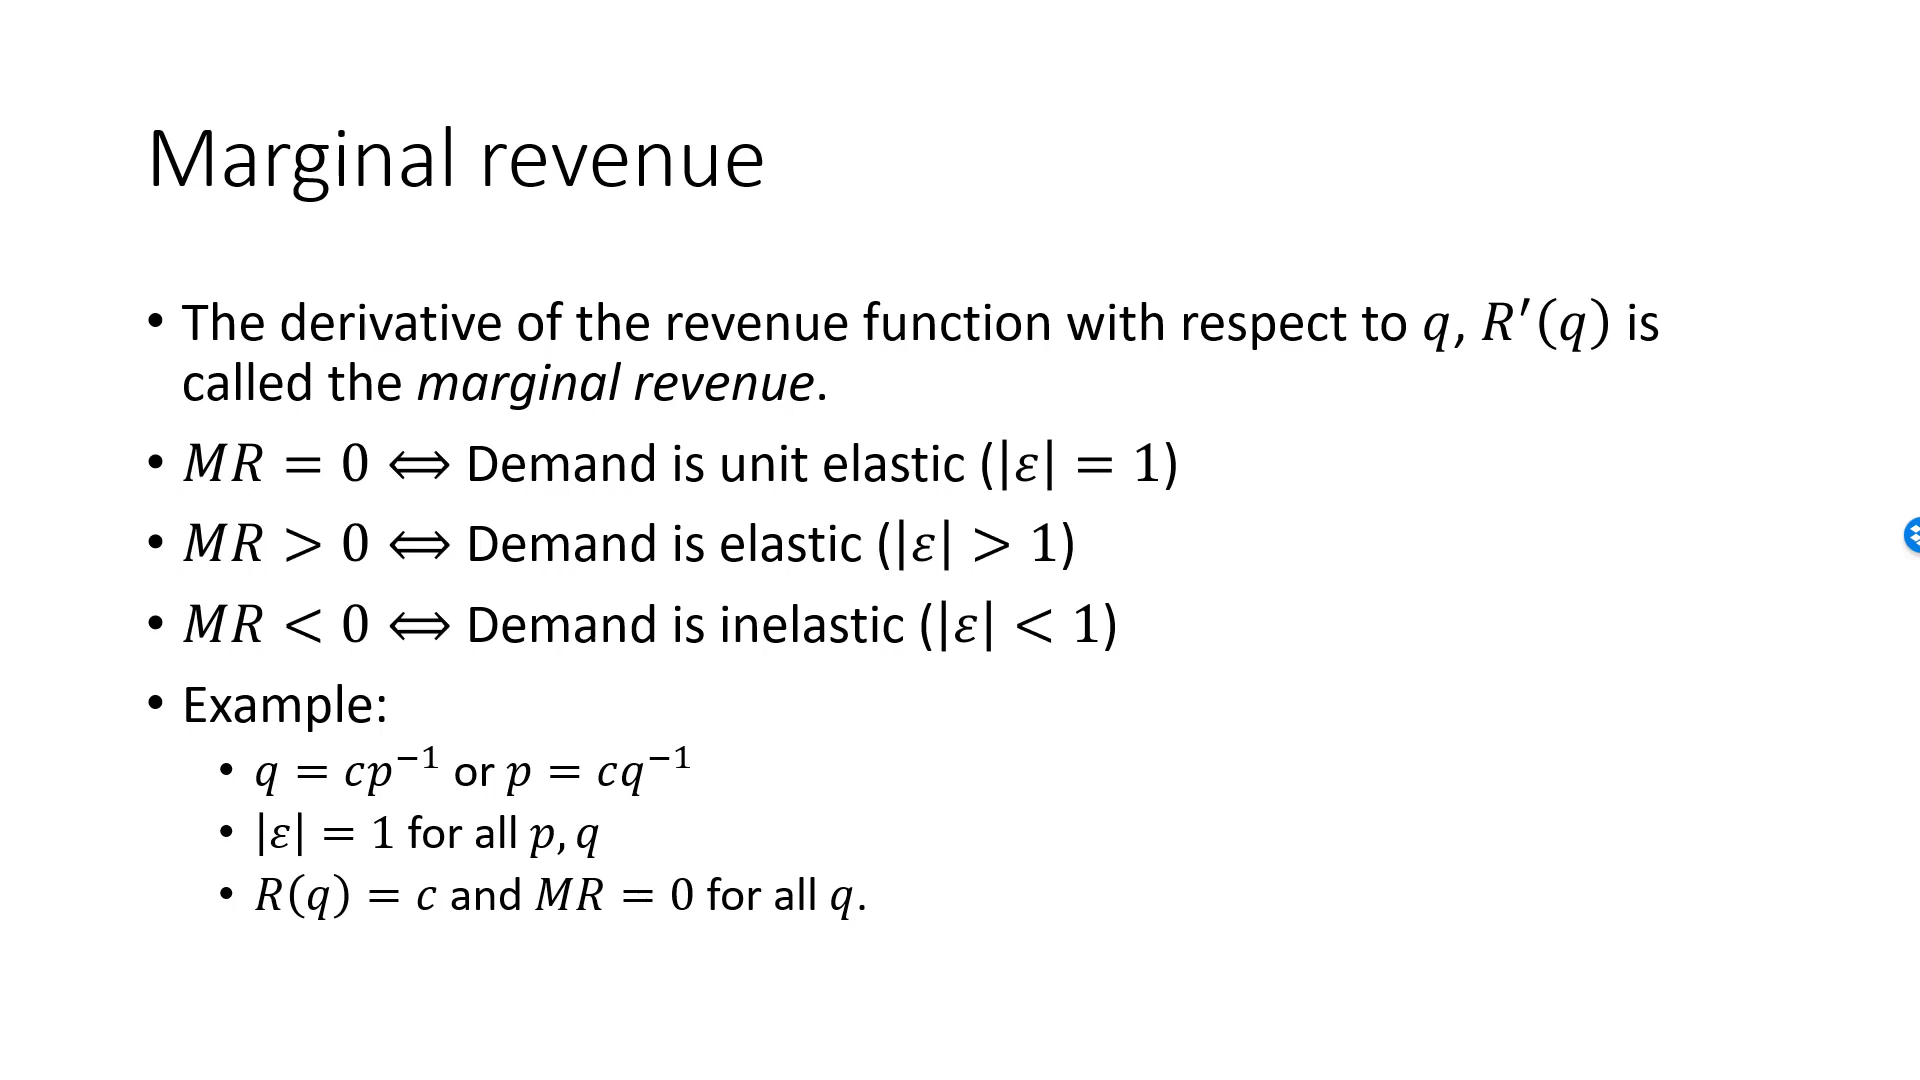 Marginal revenue
• The derivative of the revenue function with respect to q, R′(q) is
called the marginal revenue.
• MR = 0 ⟺ Demand is unit elastic (|ε| = 1)
• MR > 0 ⟺ Demand is elastic (|ε| > 1)
• MR < 0 ⟺ Demand is inelastic (|ε| < 1)
• Example:
• q = cp⁻¹ or p = cq⁻¹
• |ε| = 1 for all p, q
• R(q) = c and MR = 0 for all q.